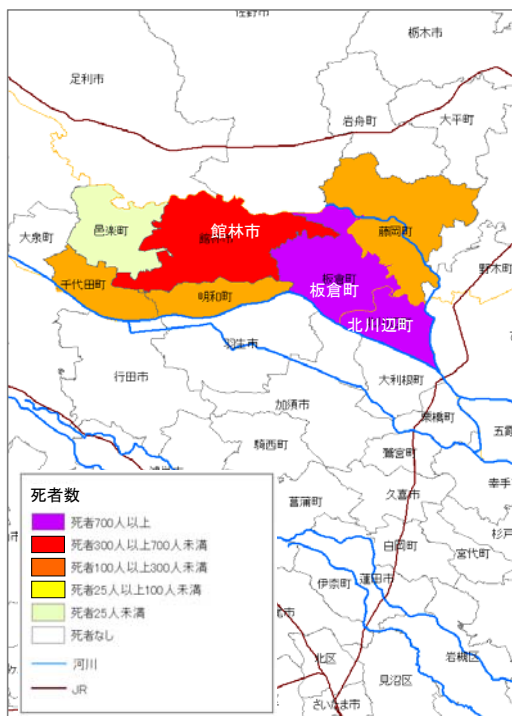 佐野市
栃木市
足利市
岩舟町
大平町
館林市
邑楽町
大泉町
藤岡町
野木町
千代田町
板倉町
板倉町
明和町
北川辺町
羽生市
行田市
大利根町
加須市
栗橋町
五霞
騎西町
鷲宮町
幸手
久喜市
菖蒲町
杉戸
白岡町
宮代町
伊奈町
蓮田市
岩槻区
北区
見沼区
さいたま市
死者数
死者700人以上
死者300人以上700人未満
死者100人以上300人未満
死者25人以上100人未満
死者25人未満
死者なし
河川
JR